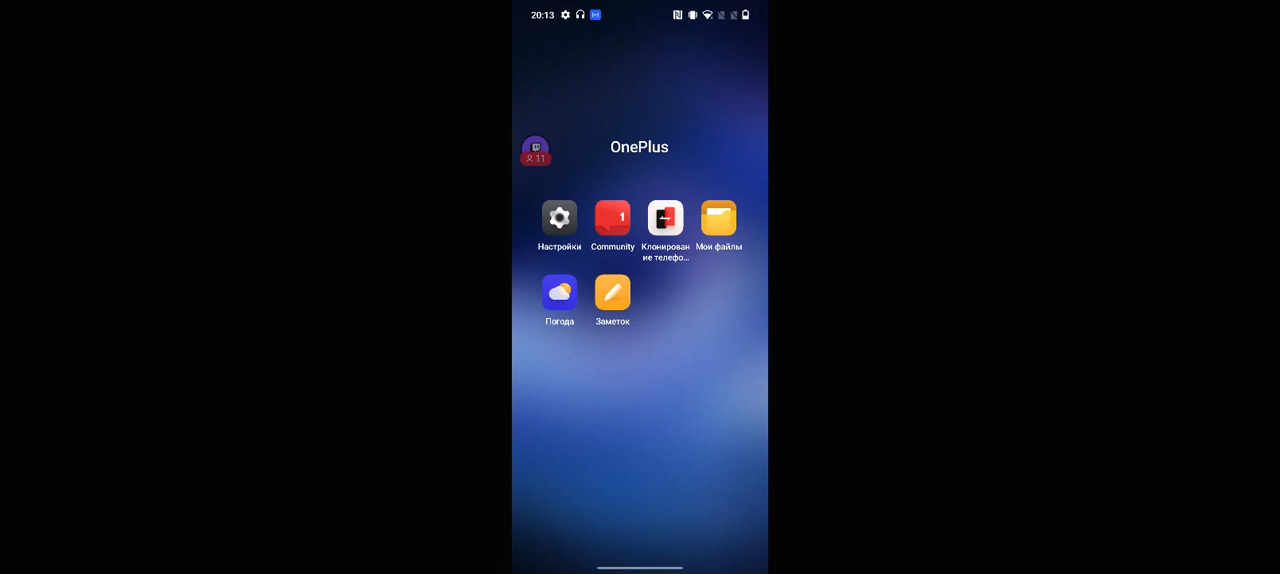 20:13
OnePlus
11
1
Настройки
Community
Клонирован
ие телефо...
Мои файлы
Погода
Заметок